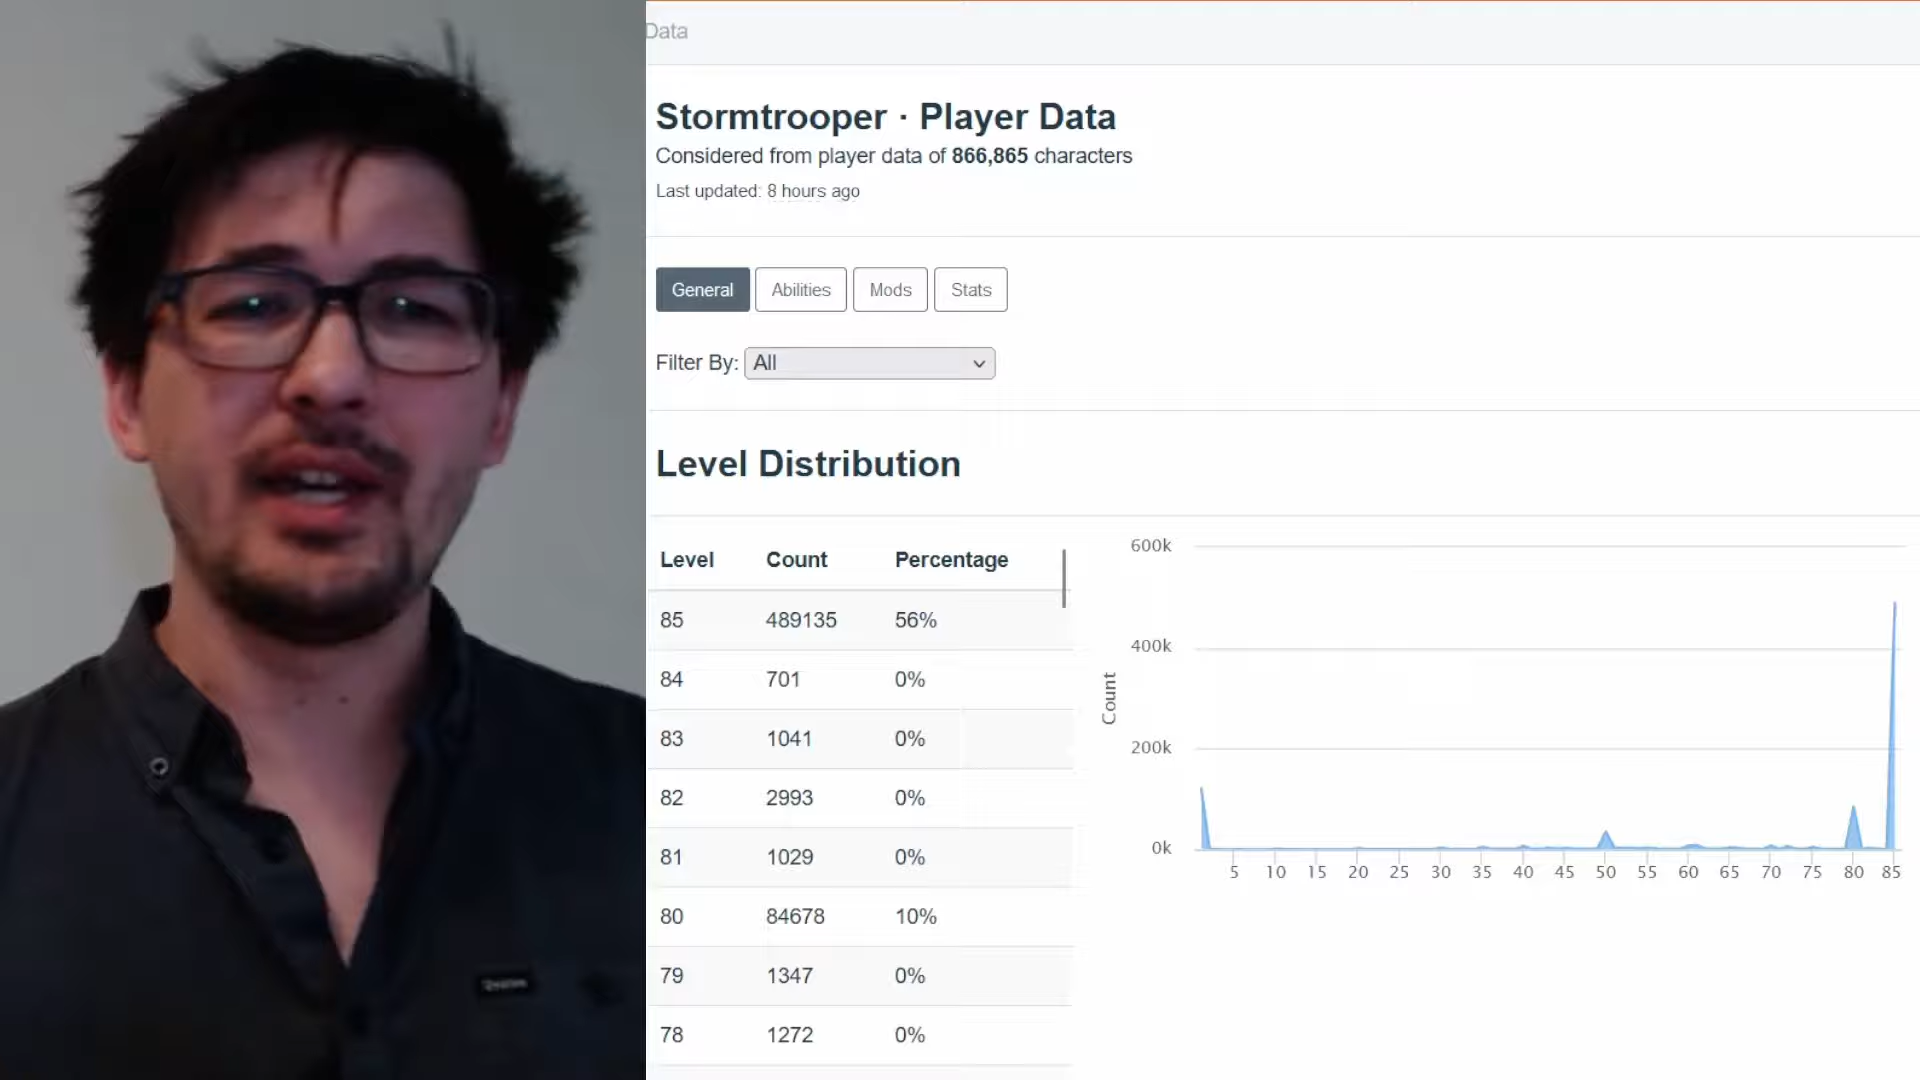 Data
Stormtrooper · Player Data
Considered from player data of 866,865 characters
Last updated: 8 hours ago
General Abilities Mods Stats
Filter By: All
Level Distribution
Level Count Percentage
85 489135 56%
84 701 0%
83 1041 0%
82 2993 0%
81 1029 0%
80 84678 10%
79 1347 0%
78 1272 0%
600k
400k
200k
0k
Count
5 10 15 20 25 30 35 40 45 50 55 60 65 70 75 80 85